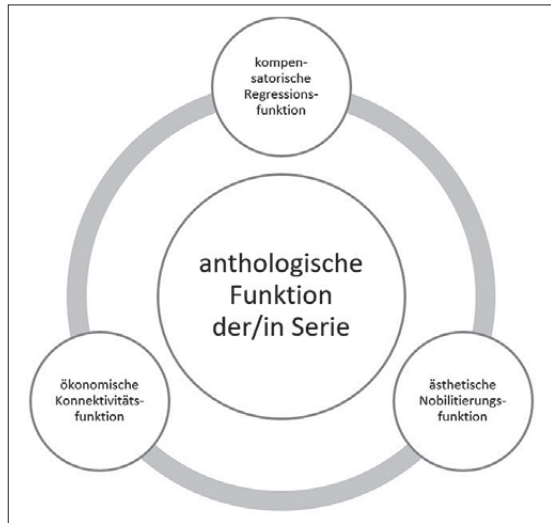 kompen-
satorische
Regressions-
funktion
anthologische
Funktion
der/in Serie
ökonomische
Konnektivitäts-
funktion
ästhetische
Nobilitierungs-
funktion